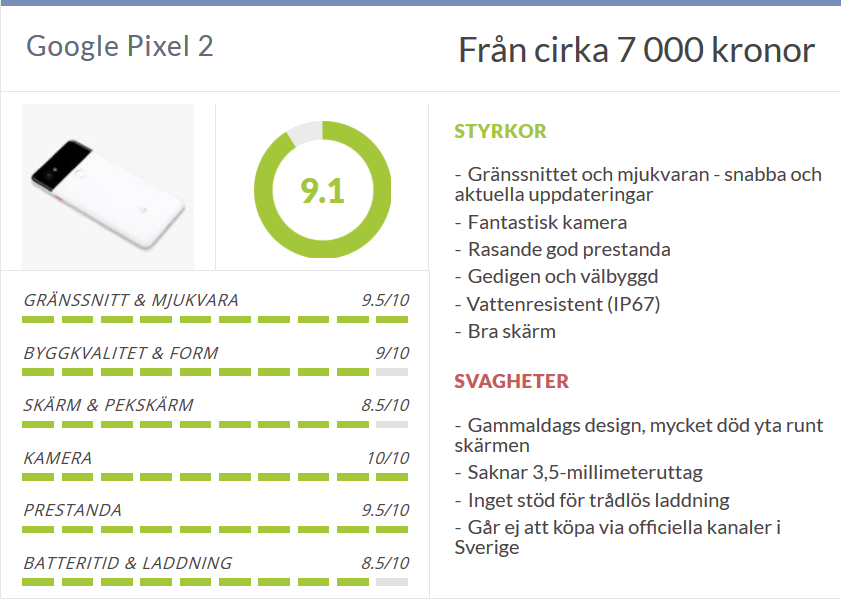 Google Pixel 2
Från cirka 7 000 kronor
9.1
GRÄNSSNITT & MJUKVARA 9.5/10
BYGGKVALITET & FORM 9/10
SKÄRM & PEKSKÄRM 8.5/10
KAMERA 10/10
PRESTANDA 9.5/10
BATTERITID & LADDNING 8.5/10
STYRKOR
- Gränssnittet och mjukvaran - snabba och
aktuella uppdateringar
- Fantastisk kamera
- Rasande god prestanda
- Gedigen och välbyggd
- Vattenresistent (IP67)
- Bra skärm
SVAGHETER
- Gammaldags design, mycket död yta runt
skärmen
- Saknar 3,5-millimeteruttag
- Inget stöd för trådlös laddning
- Går ej att köpa via officiella kanaler i
Sverige